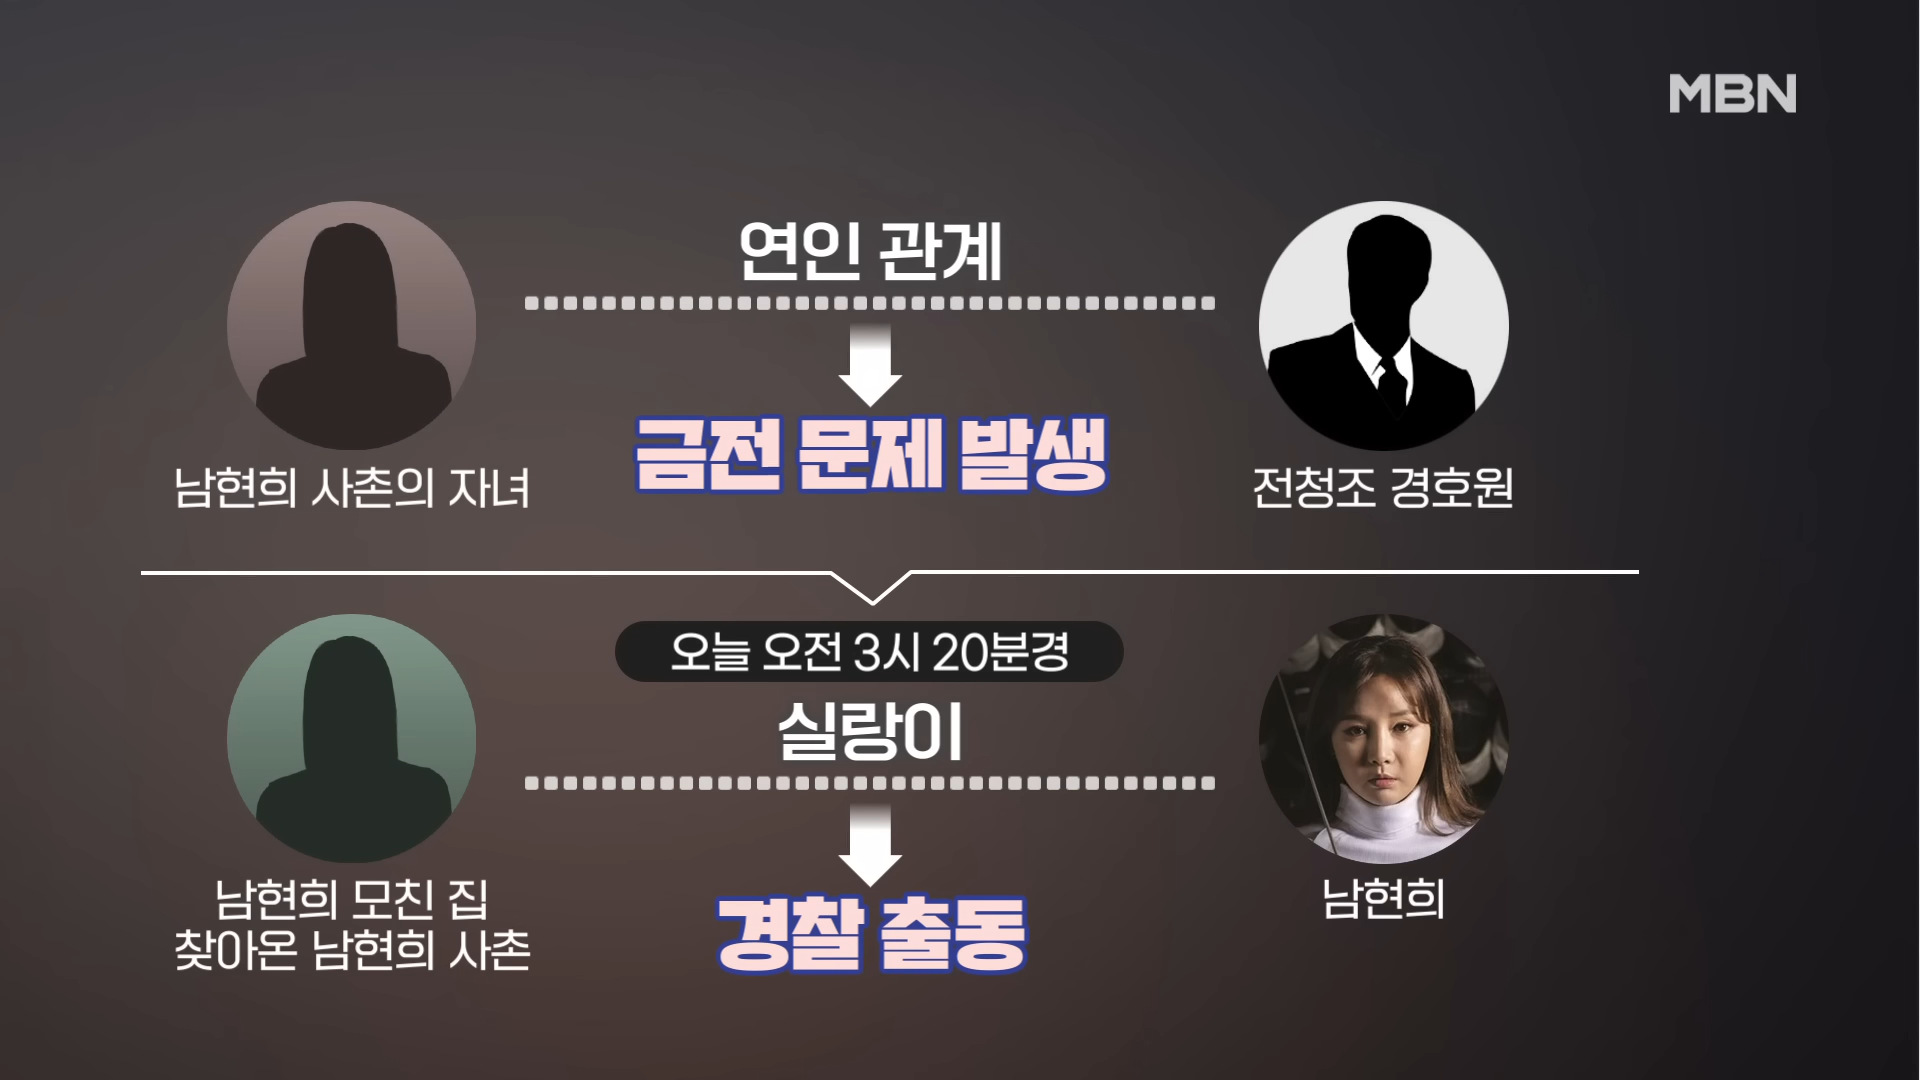 MBN
연인 관계
금전 문제 발생
남현희 사촌의 자녀
전청조 경호원
오늘 오전 3시 20분경
실랑이
경찰 출동
남현희 모친 집
찾아온 남현희 사촌
남현희